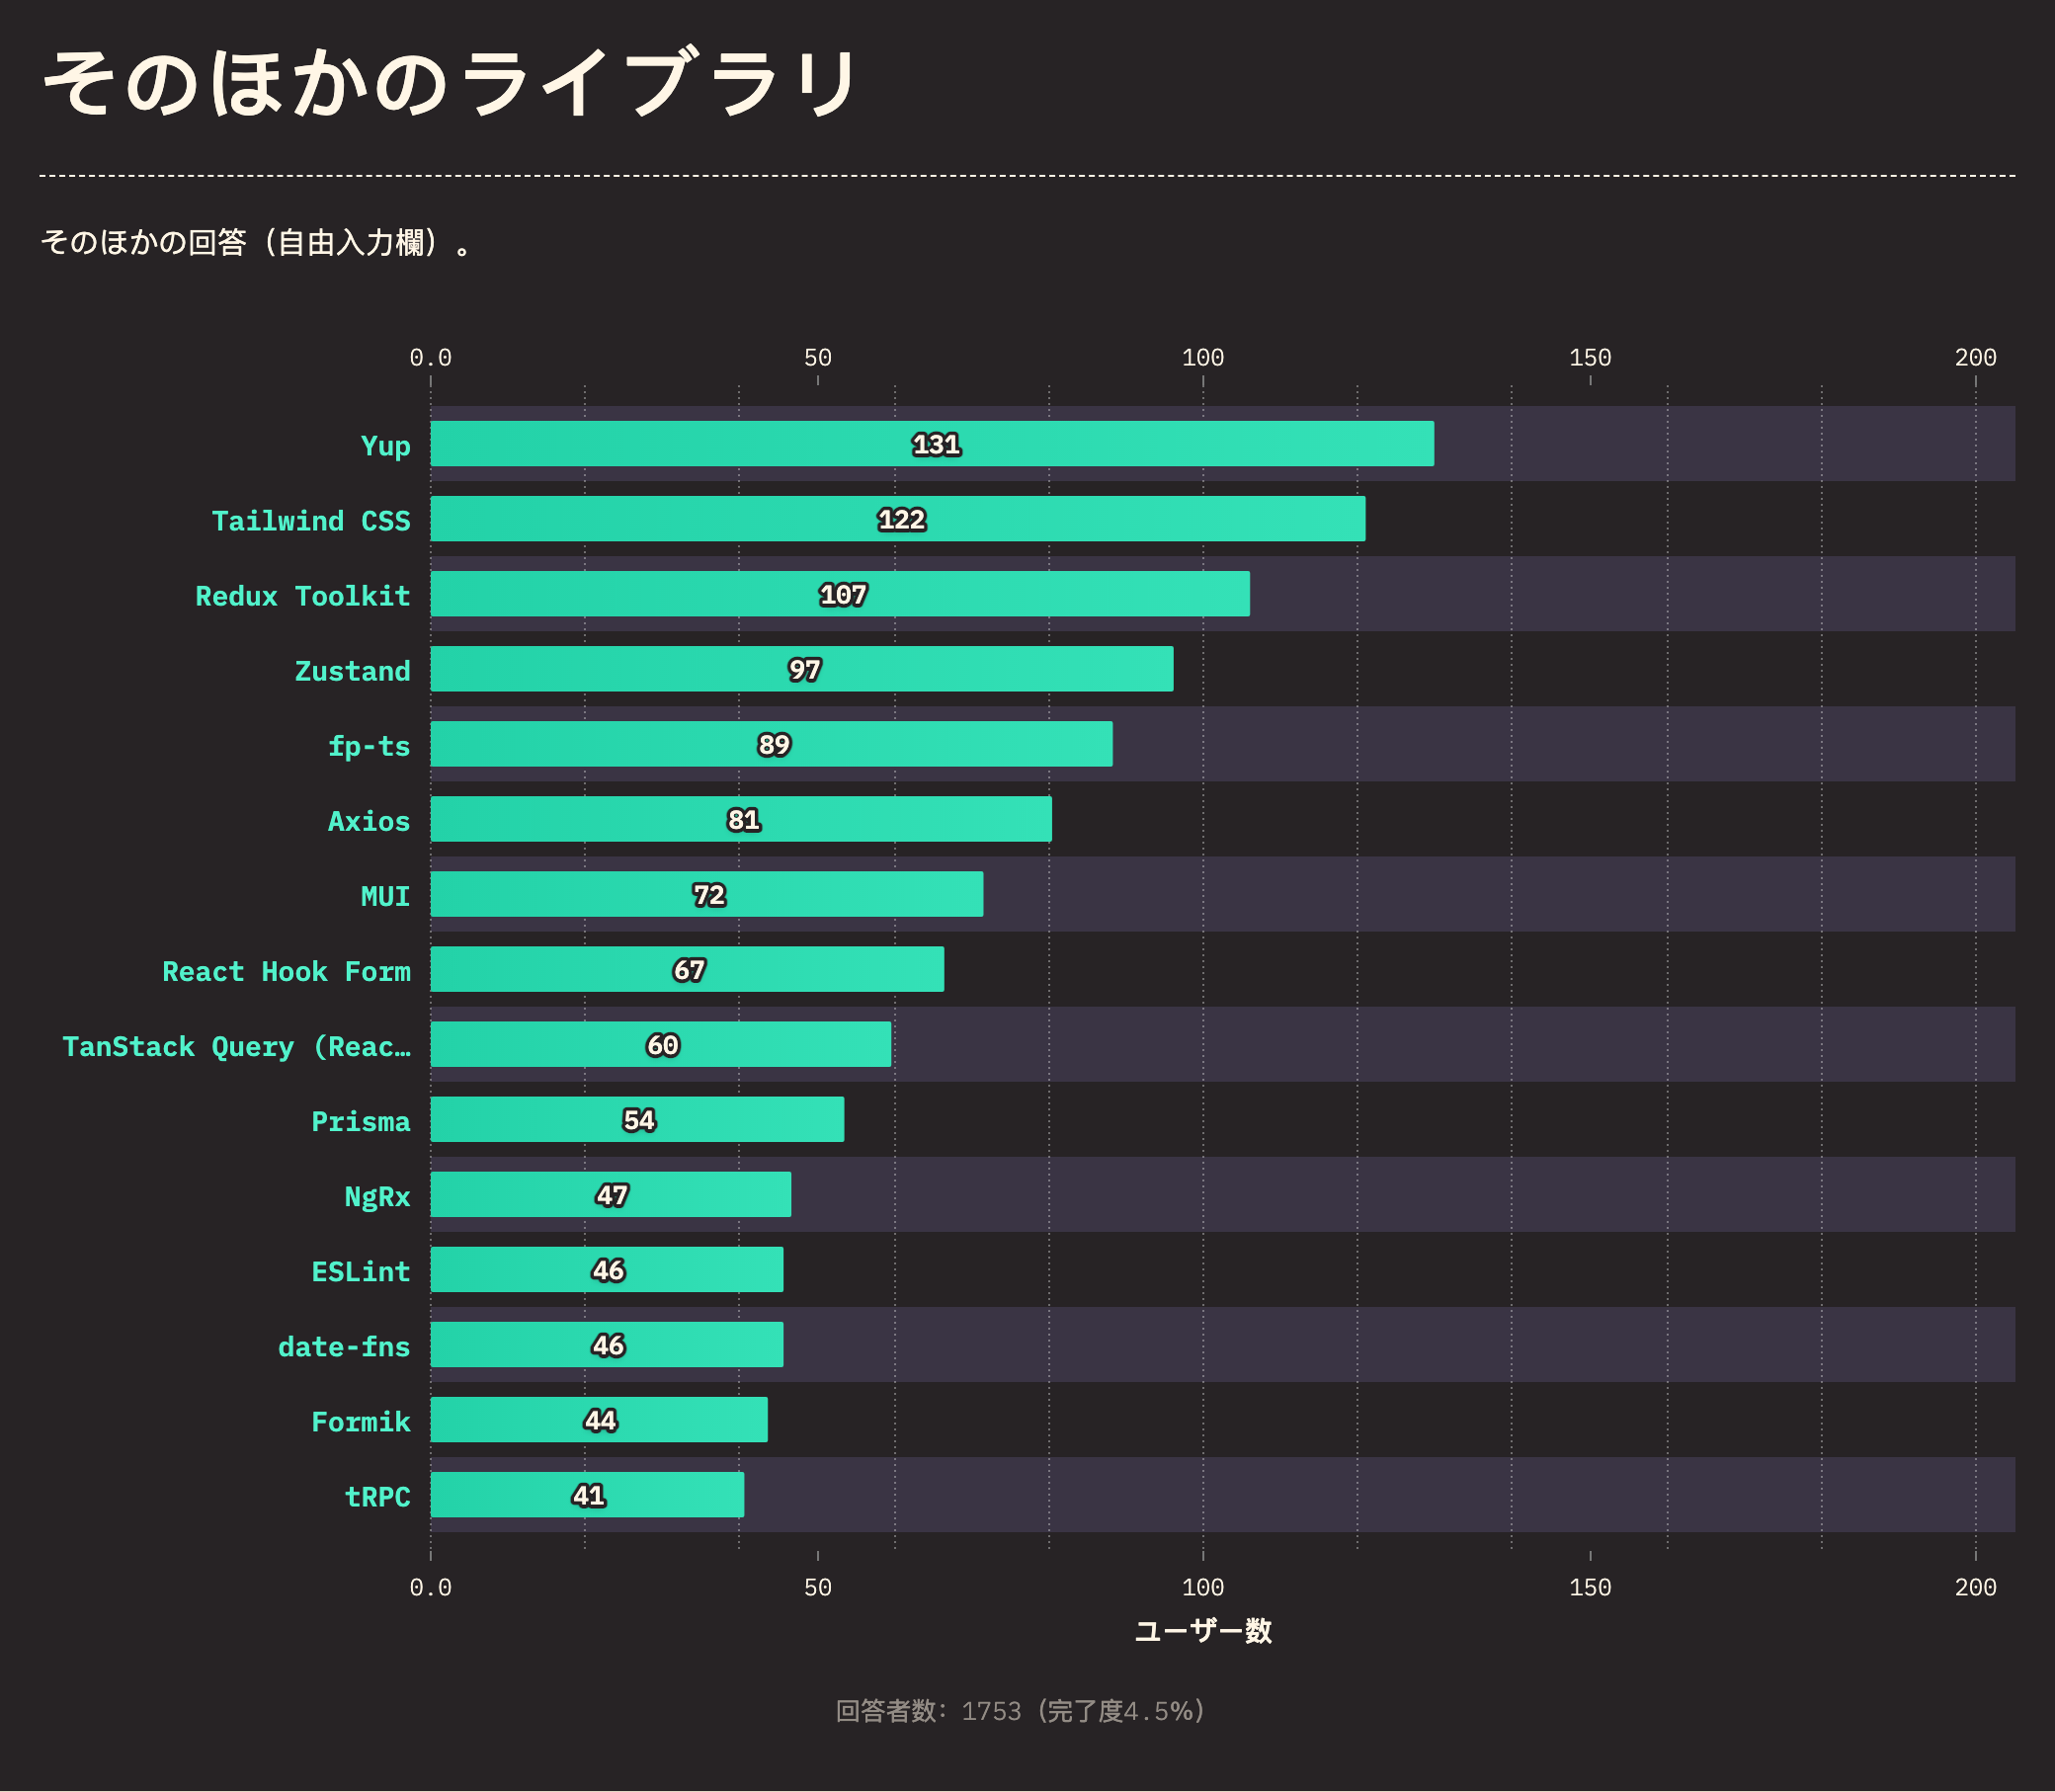 そのほかのライブラリ
そのほかの回答（自由入力欄）。
0.0 50 100 150 200
Yup 131
Tailwind CSS 122
Redux Toolkit 107
Zustand 97
fp-ts 89
Axios 81
MUI 72
React Hook Form 67
TanStack Query (Reac… 60
Prisma 54
NgRx 47
ESLint 46
date-fns 46
Formik 44
tRPC 41
0.0 50 100 150 200
ユーザー数
回答者数: 1753 (完了度4.5%)